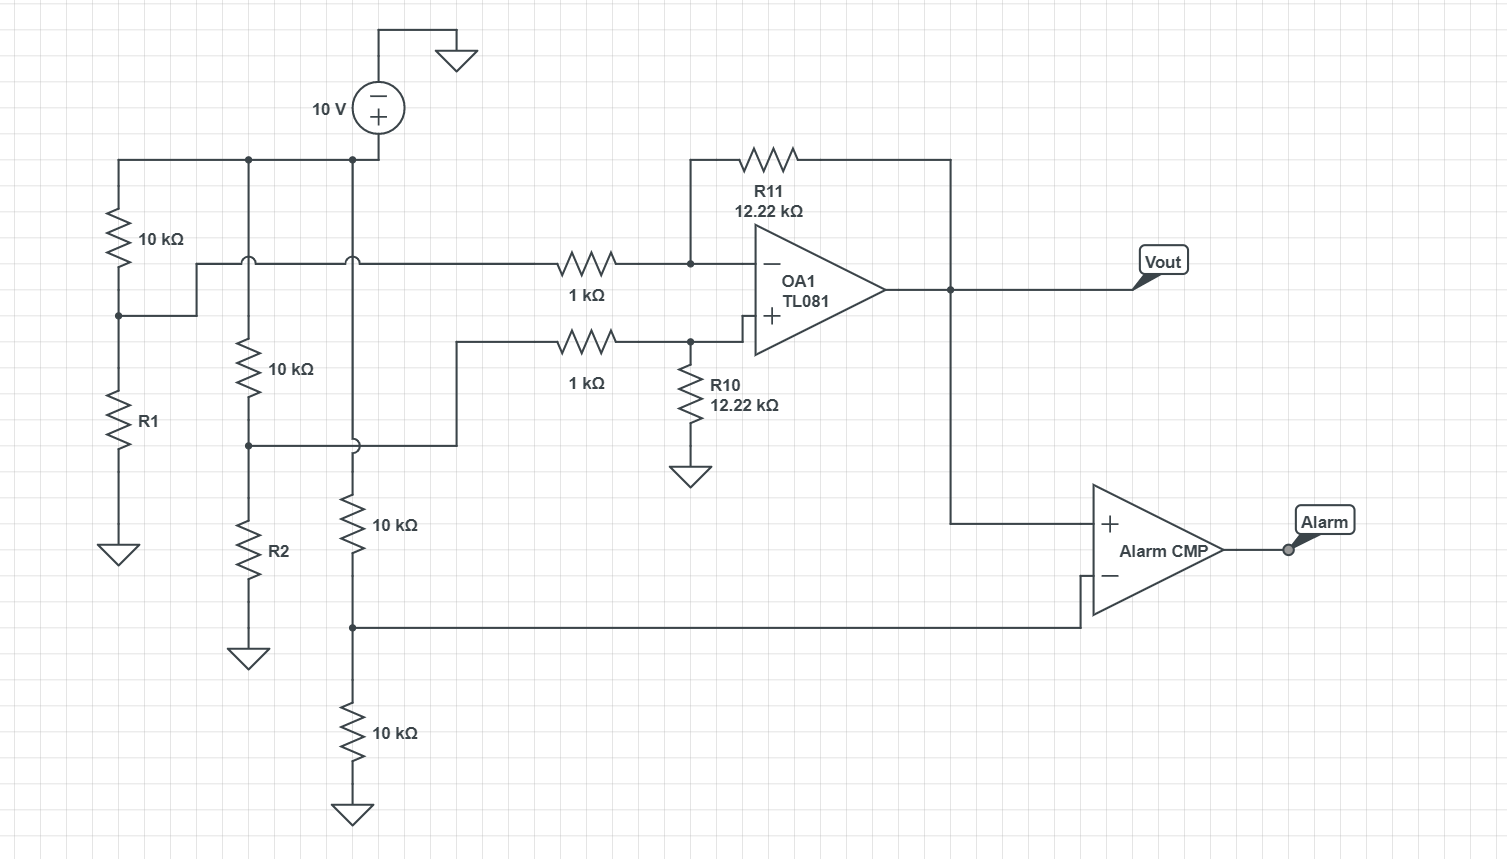 10 V
R11
12.22 kΩ
10 kΩ
Vout
OA1
TL081
1 kΩ
10 kΩ
1 kΩ
R10
12.22 kΩ
R1
10 kΩ
Alarm
R2
Alarm CMP
10 kΩ